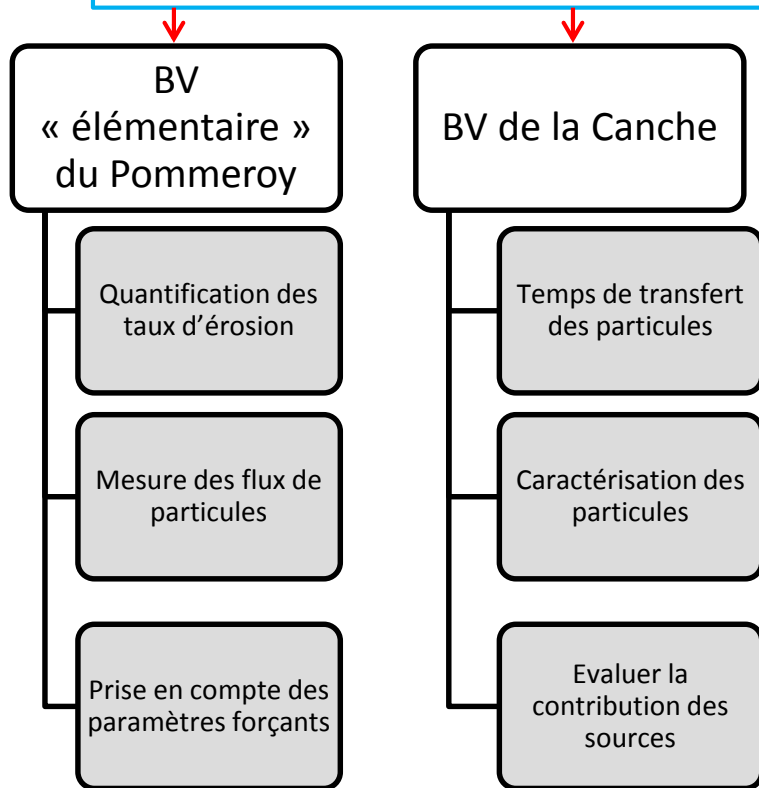 BV
« élémentaire »
du Pommeroy
Quantification des
taux d’érosion
Mesure des flux de
particules
Prise en compte des
paramètres forçants
BV de la Canche
Temps de transfert
des particules
Caractérisation des
particules
Evaluer la
contribution des
sources